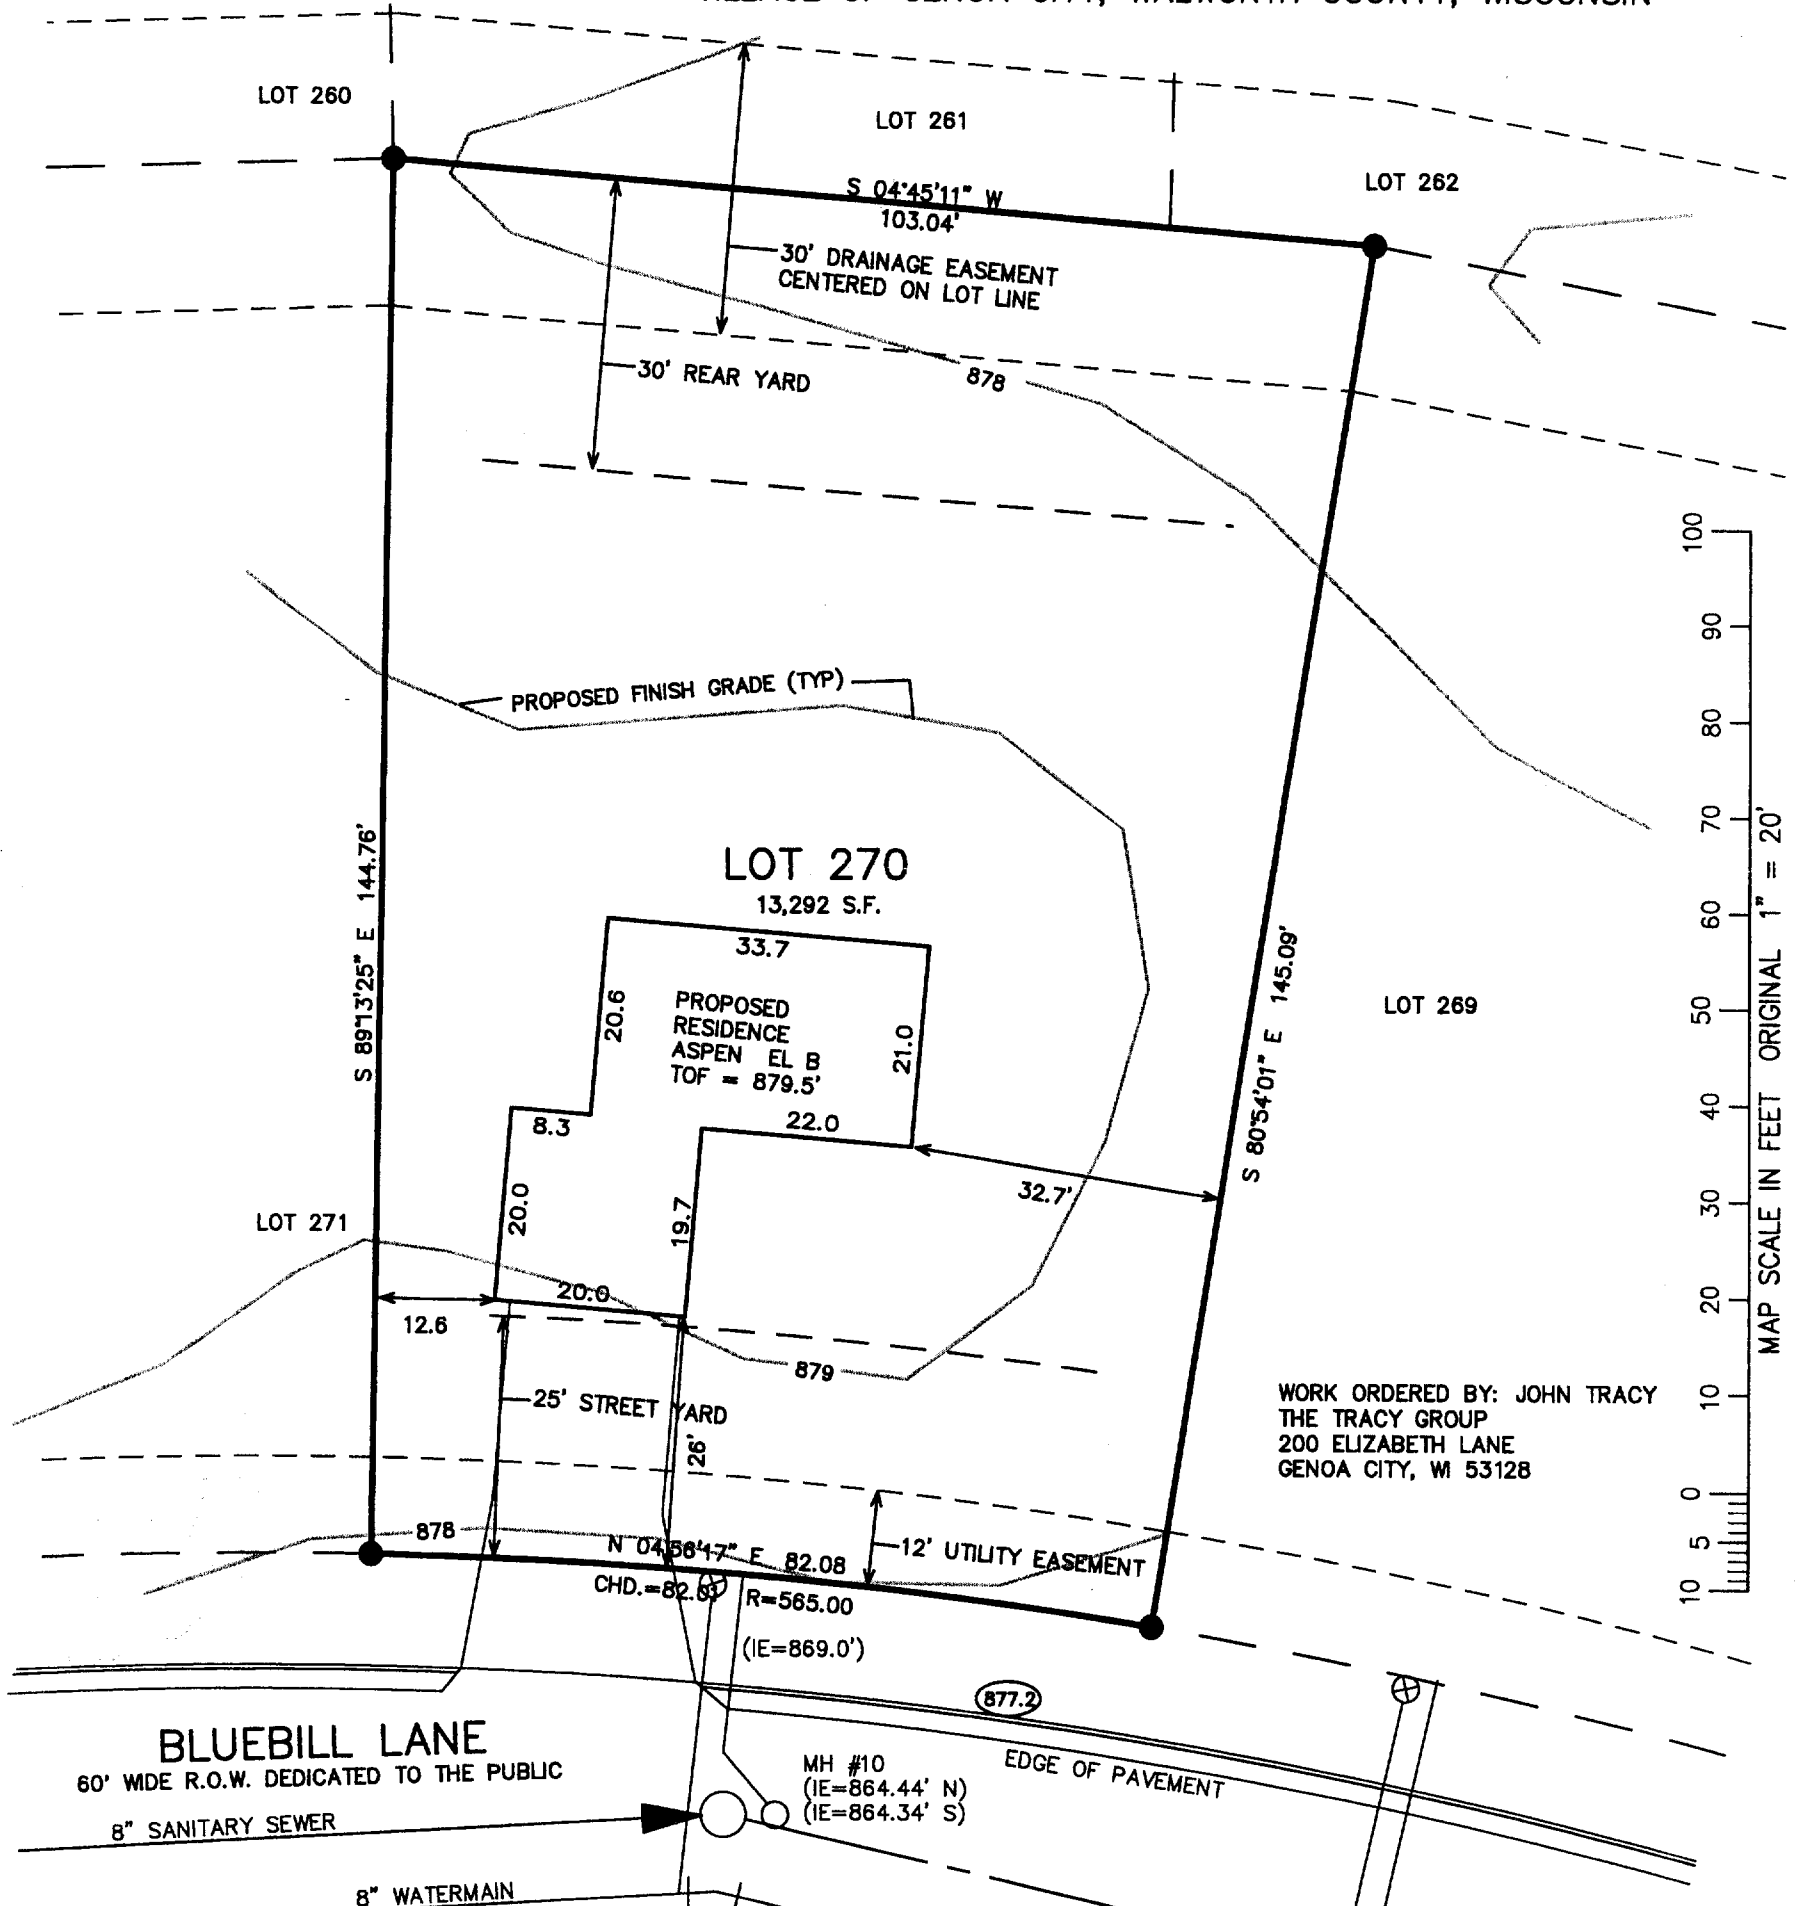 LOT 260
LOT 261
LOT 262
S 04°45'11" W
103.04'
30' DRAINAGE EASEMENT
CENTERED ON LOT LINE
30' REAR YARD
878
PROPOSED FINISH GRADE (TYP)
S 89°13'25" E 144.76'
LOT 270
13,292 S.F.
33.7
20.6
PROPOSED
RESIDENCE
ASPEN EL B
TOF = 879.5'
21.0
8.3
22.0
20.0
19.7
32.7'
S 80°54'01" E 145.09'
LOT 269
LOT 271
20.0
12.6
879
25' STREET YARD
26'
WORK ORDERED BY: JOHN TRACY
THE TRACY GROUP
200 ELIZABETH LANE
GENOA CITY, WI 53128
878
N 04°56'17" E 82.08
12' UTILITY EASEMENT
R=565.00
(IE=869.0')
877.2
BLUEBILL LANE
60' WIDE R.O.W. DEDICATED TO THE PUBLIC
MH #10
(IE=864.44' N)
(IE=864.34' S)
EDGE OF PAVEMENT
8" SANITARY SEWER
8" WATERMAIN
100
90
80
70
60
50
40
30
20
10
0
5
10
MAP SCALE IN FEET ORIGINAL 1" = 20'